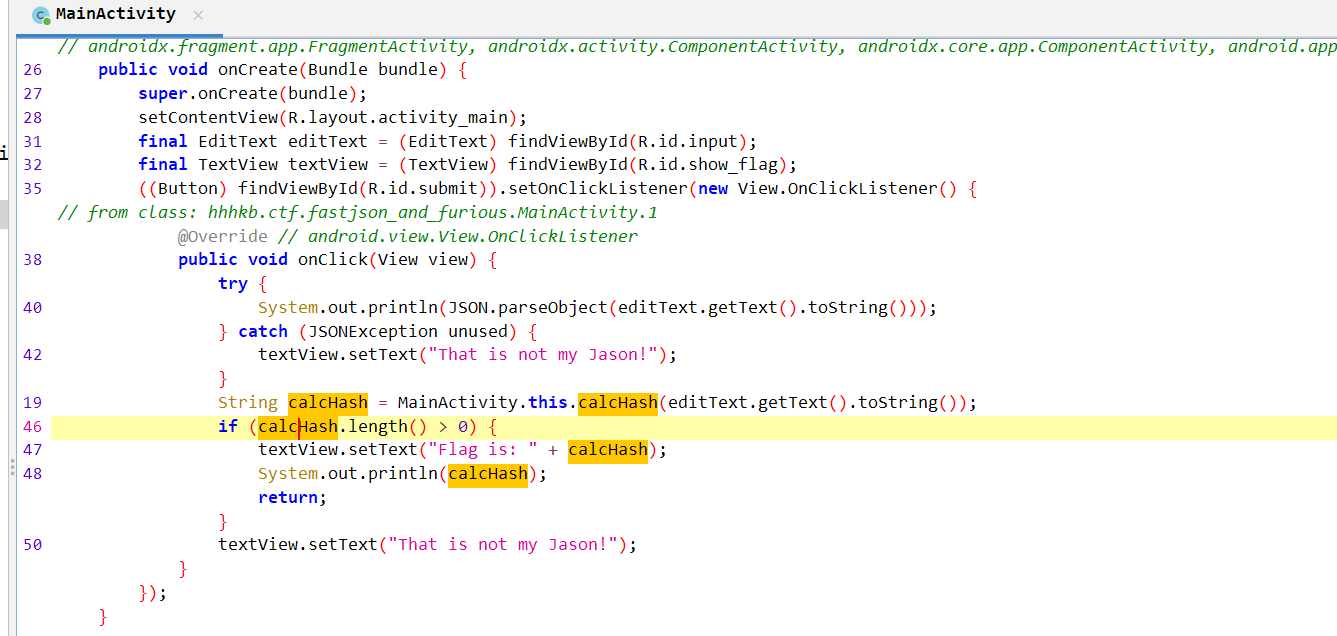 MainActivity
// androidx.fragment.app.FragmentActivity, androidx.activity.ComponentActivity, androidx.core.app.ComponentActivity, android.app
26 public void onCreate(Bundle bundle) {
27 super.onCreate(bundle);
28 setContentView(R.layout.activity_main);
31 final EditText editText = (EditText) findViewById(R.id.input);
32 final TextView textView = (TextView) findViewById(R.id.show_flag);
35 ((Button) findViewById(R.id.submit)).setOnClickListener(new View.OnClickListener() {
// from class: hhhkb.ctf.fastjson_and_furious.MainActivity.1
@Override // android.view.View.OnClickListener
38 public void onClick(View view) {
try {
40 System.out.println(JSON.parseObject(editText.getText().toString()));
} catch (JSONException unused) {
42 textView.setText("That is not my Jason!");
}
19 String calcHash = MainActivity.this.calcHash(editText.getText().toString());
46 if (calcHash.length() > 0) {
47 textView.setText("Flag is: " + calcHash);
48 System.out.println(calcHash);
return;
}
50 textView.setText("That is not my Jason!");
}
});
}